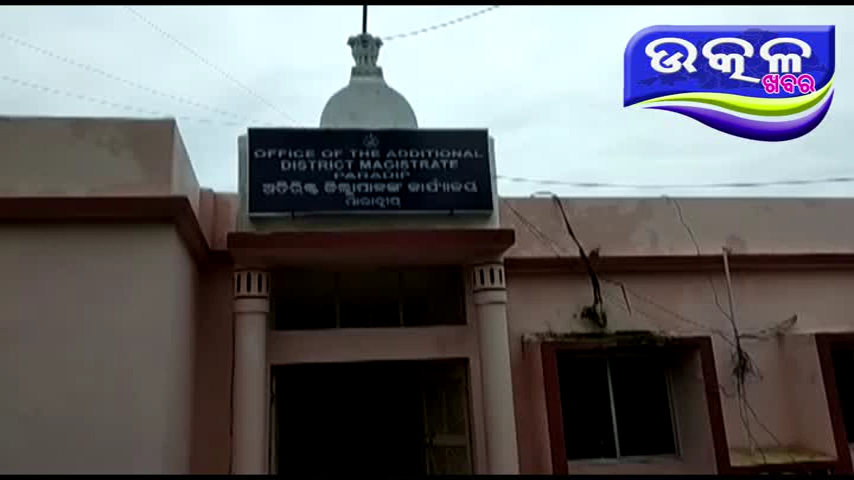 ଉତ୍କଳ
ଖବର
OFFICE OF THE ADDITIONAL
DISTRICT MAGISTRATE
PARADIP
ଅତିରିକ୍ତ ଜିଲ୍ଲାପାଳଙ୍କ କାର୍ଯ୍ୟାଳୟ
ପାରାଦୀପ